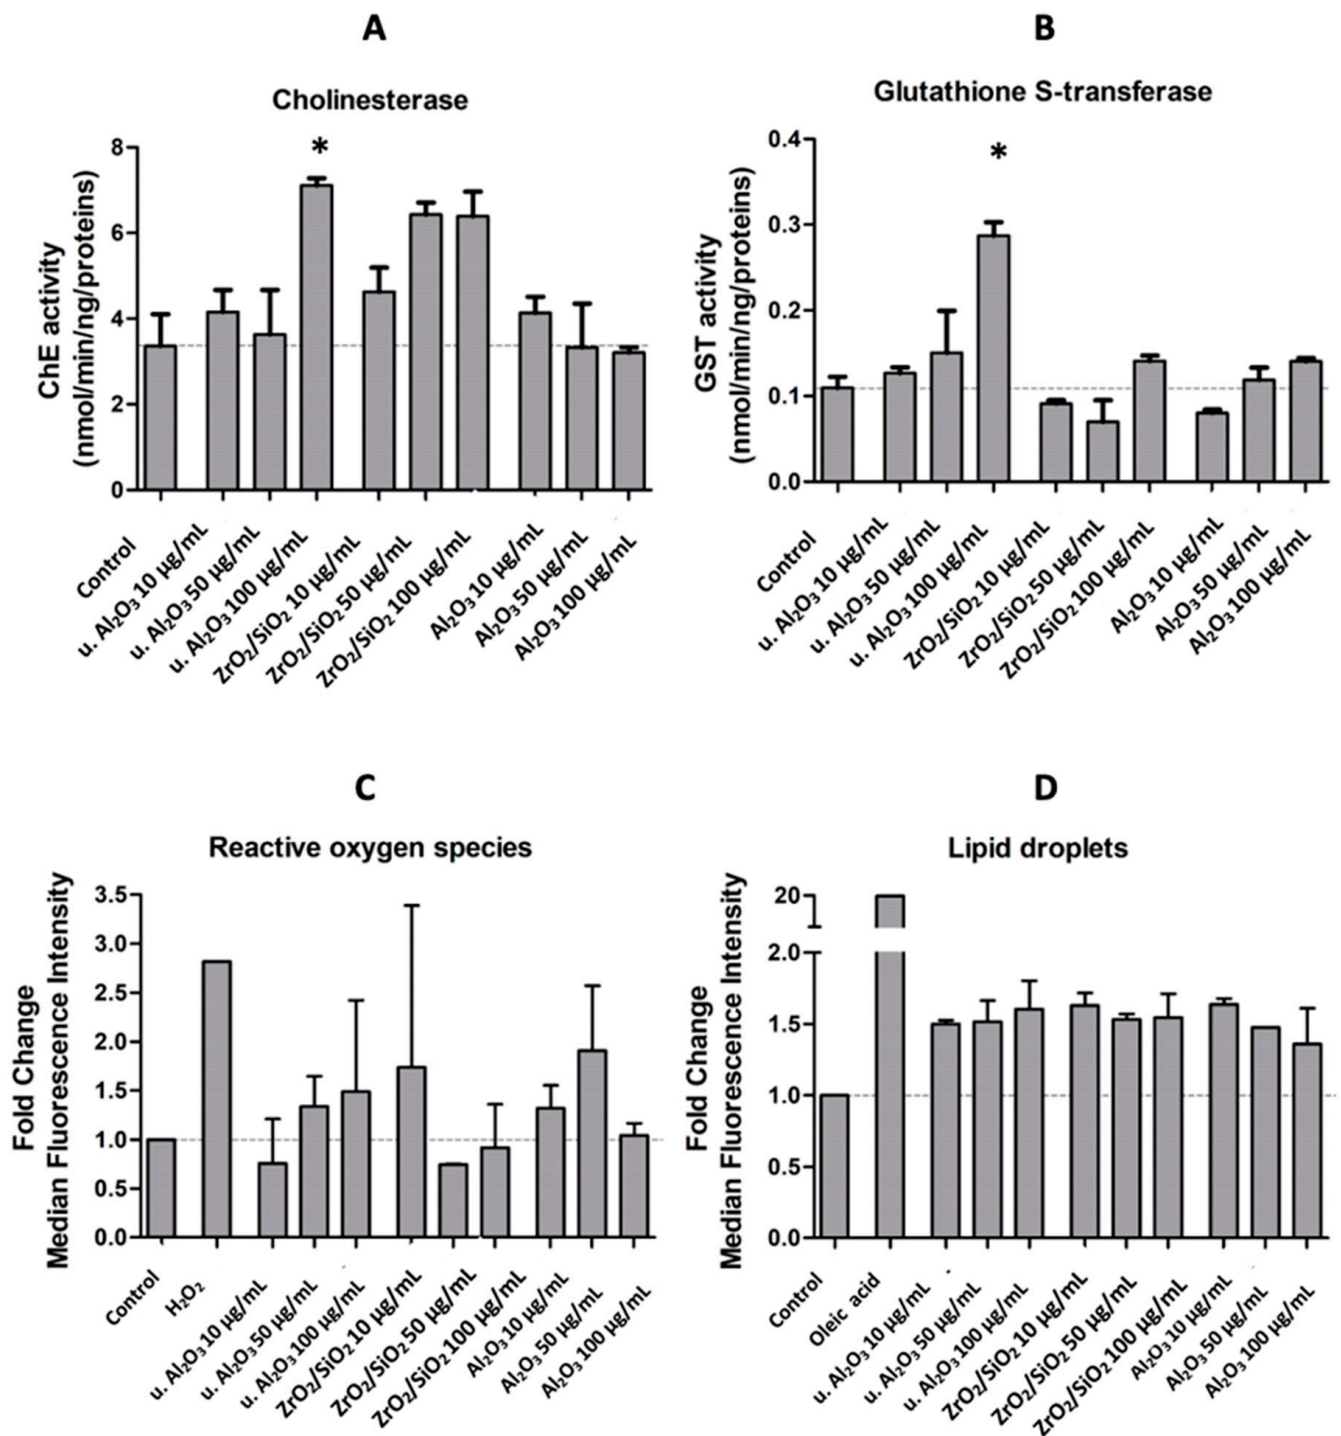 A
Cholinesterase
ChE activity
(nmol/min/ng/proteins)
8
6
4
2
0
*
Control
u. Al₂O₃ 10 µg/mL
u. Al₂O₃ 50 µg/mL
u. Al₂O₃ 100 µg/mL
ZrO₂/SiO₂ 10 µg/mL
ZrO₂/SiO₂ 50 µg/mL
ZrO₂/SiO₂ 100 µg/mL
Al₂O₃ 10 µg/mL
Al₂O₃ 50 µg/mL
Al₂O₃ 100 µg/mL
B
Glutathione S-transferase
GST activity
(nmol/min/ng/proteins)
0.4
0.3
0.2
0.1
0.0
*
Control
u. Al₂O₃ 10 µg/mL
u. Al₂O₃ 50 µg/mL
u. Al₂O₃ 100 µg/mL
ZrO₂/SiO₂ 10 µg/mL
ZrO₂/SiO₂ 50 µg/mL
ZrO₂/SiO₂ 100 µg/mL
Al₂O₃ 10 µg/mL
Al₂O₃ 50 µg/mL
Al₂O₃ 100 µg/mL
C
Reactive oxygen species
Fold Change
Median Fluorescence Intensity
3.5
3.0
2.5
2.0
1.5
1.0
0.5
0.0
Control
H₂O₂
u. Al₂O₃ 10 µg/mL
u. Al₂O₃ 50 µg/mL
u. Al₂O₃ 100 µg/mL
ZrO₂/SiO₂ 10 µg/mL
ZrO₂/SiO₂ 50 µg/mL
ZrO₂/SiO₂ 100 µg/mL
Al₂O₃ 10 µg/mL
Al₂O₃ 50 µg/mL
Al₂O₃ 100 µg/mL
D
Lipid droplets
Fold Change
Median Fluorescence Intensity
20
2.0
1.5
1.0
0.5
0.0
Control
Oleic acid
u. Al₂O₃ 10 µg/mL
u. Al₂O₃ 50 µg/mL
u. Al₂O₃ 100 µg/mL
ZrO₂/SiO₂ 10 µg/mL
ZrO₂/SiO₂ 50 µg/mL
ZrO₂/SiO₂ 100 µg/mL
Al₂O₃ 10 µg/mL
Al₂O₃ 50 µg/mL
Al₂O₃ 100 µg/mL